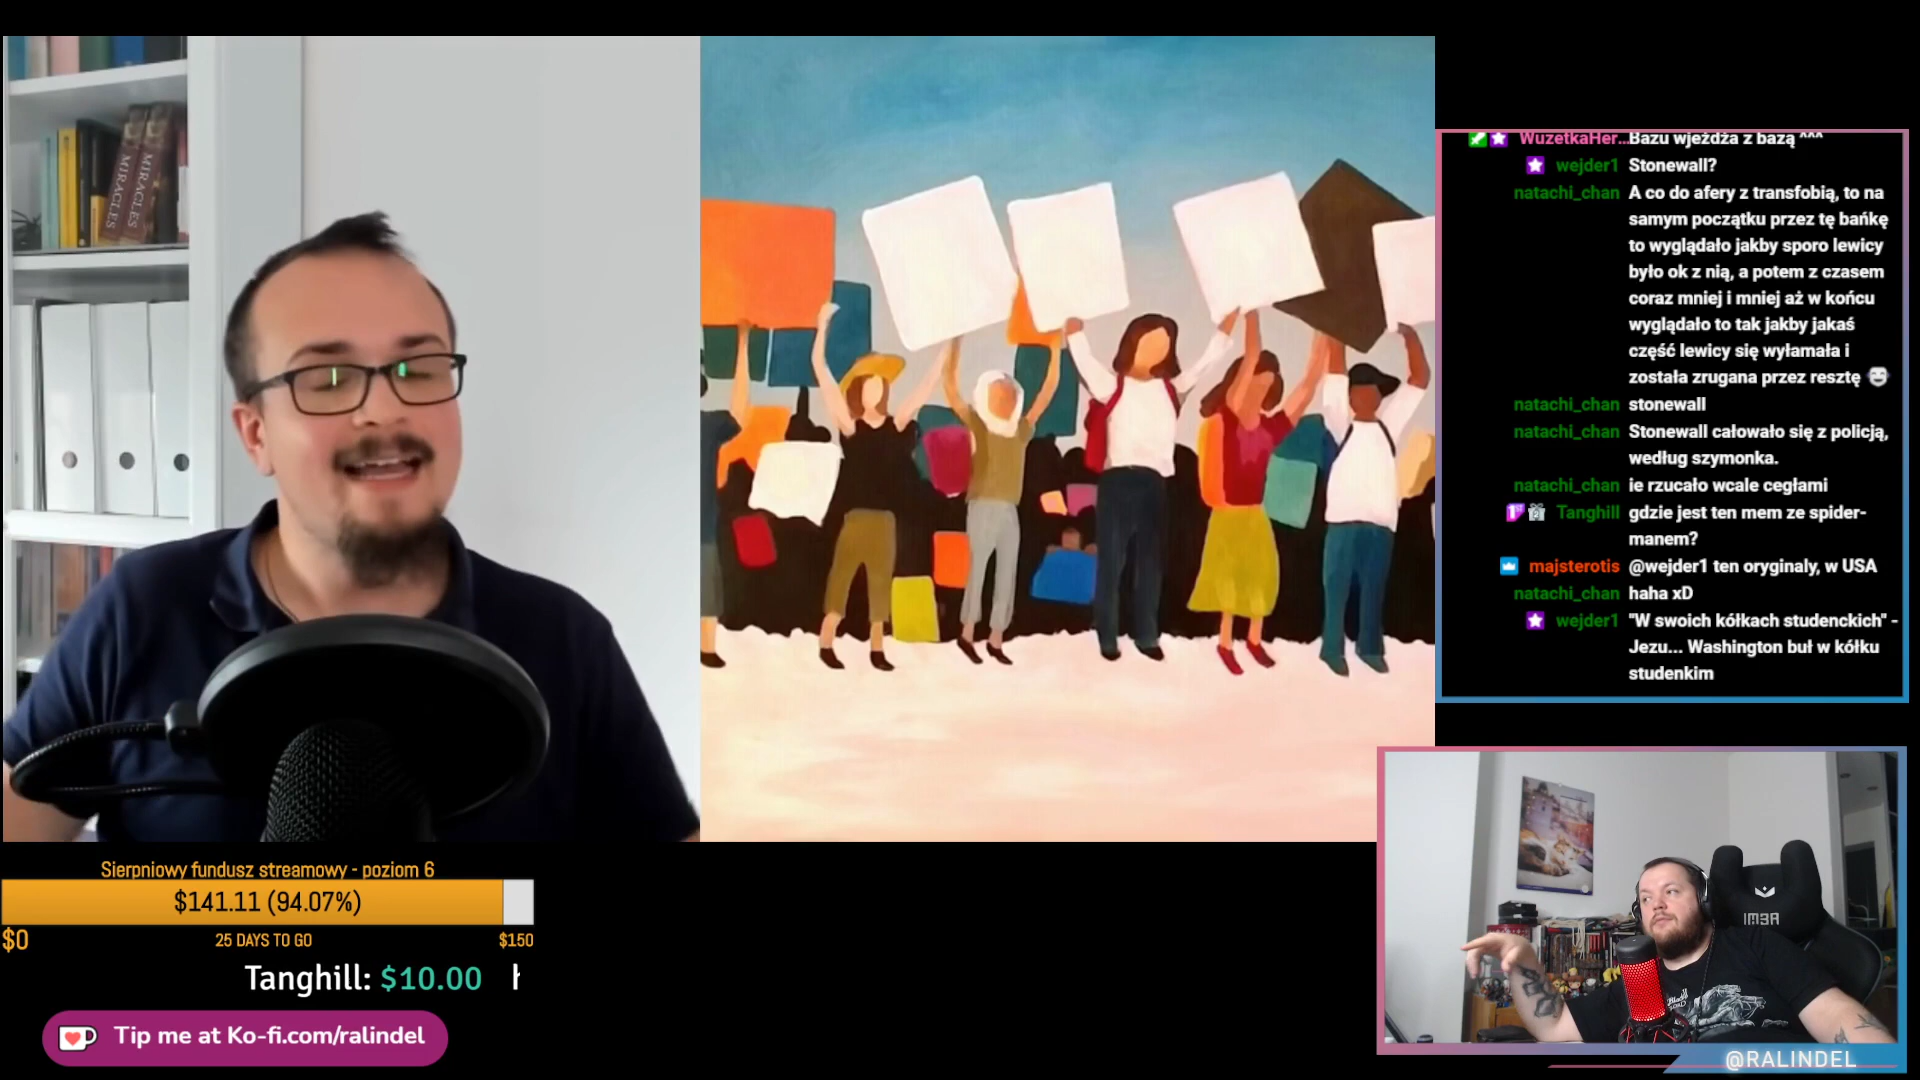 MIRACLES
MIRACLES
WuzetkaHer... Bazu wjeżdża z bazą ^^^
wejder1 Stonewall?
natachi_chan A co do afery z transfobią, to na
samym początku przez tę bańkę
to wyglądało jakby sporo lewicy
było ok z nią, a potem z czasem
coraz mniej i mniej aż w końcu
wyglądało to tak jakby jakaś
część lewicy się wyłamała i
została zrugana przez resztę
natachi_chan stonewall
natachi_chan Stonewall całowało się z policją,
według szymonka.
natachi_chan ie rzucało wcale cegłami
Tanghill gdzie jest ten mem ze spider-
manem?
majsterotis @wejder1 ten oryginaly, w USA
natachi_chan haha xD
wejder1 "W swoich kółkach studenckich" -
Jezu... Washington buł w kółku
studenkim
Sierpniowy fundusz streamowy - poziom 6
$141.11 (94.07%)
$0 25 DAYS TO GO $150
Tanghill: $10.00
Tip me at Ko-fi.com/ralindel
IM3A
@RALINDEL